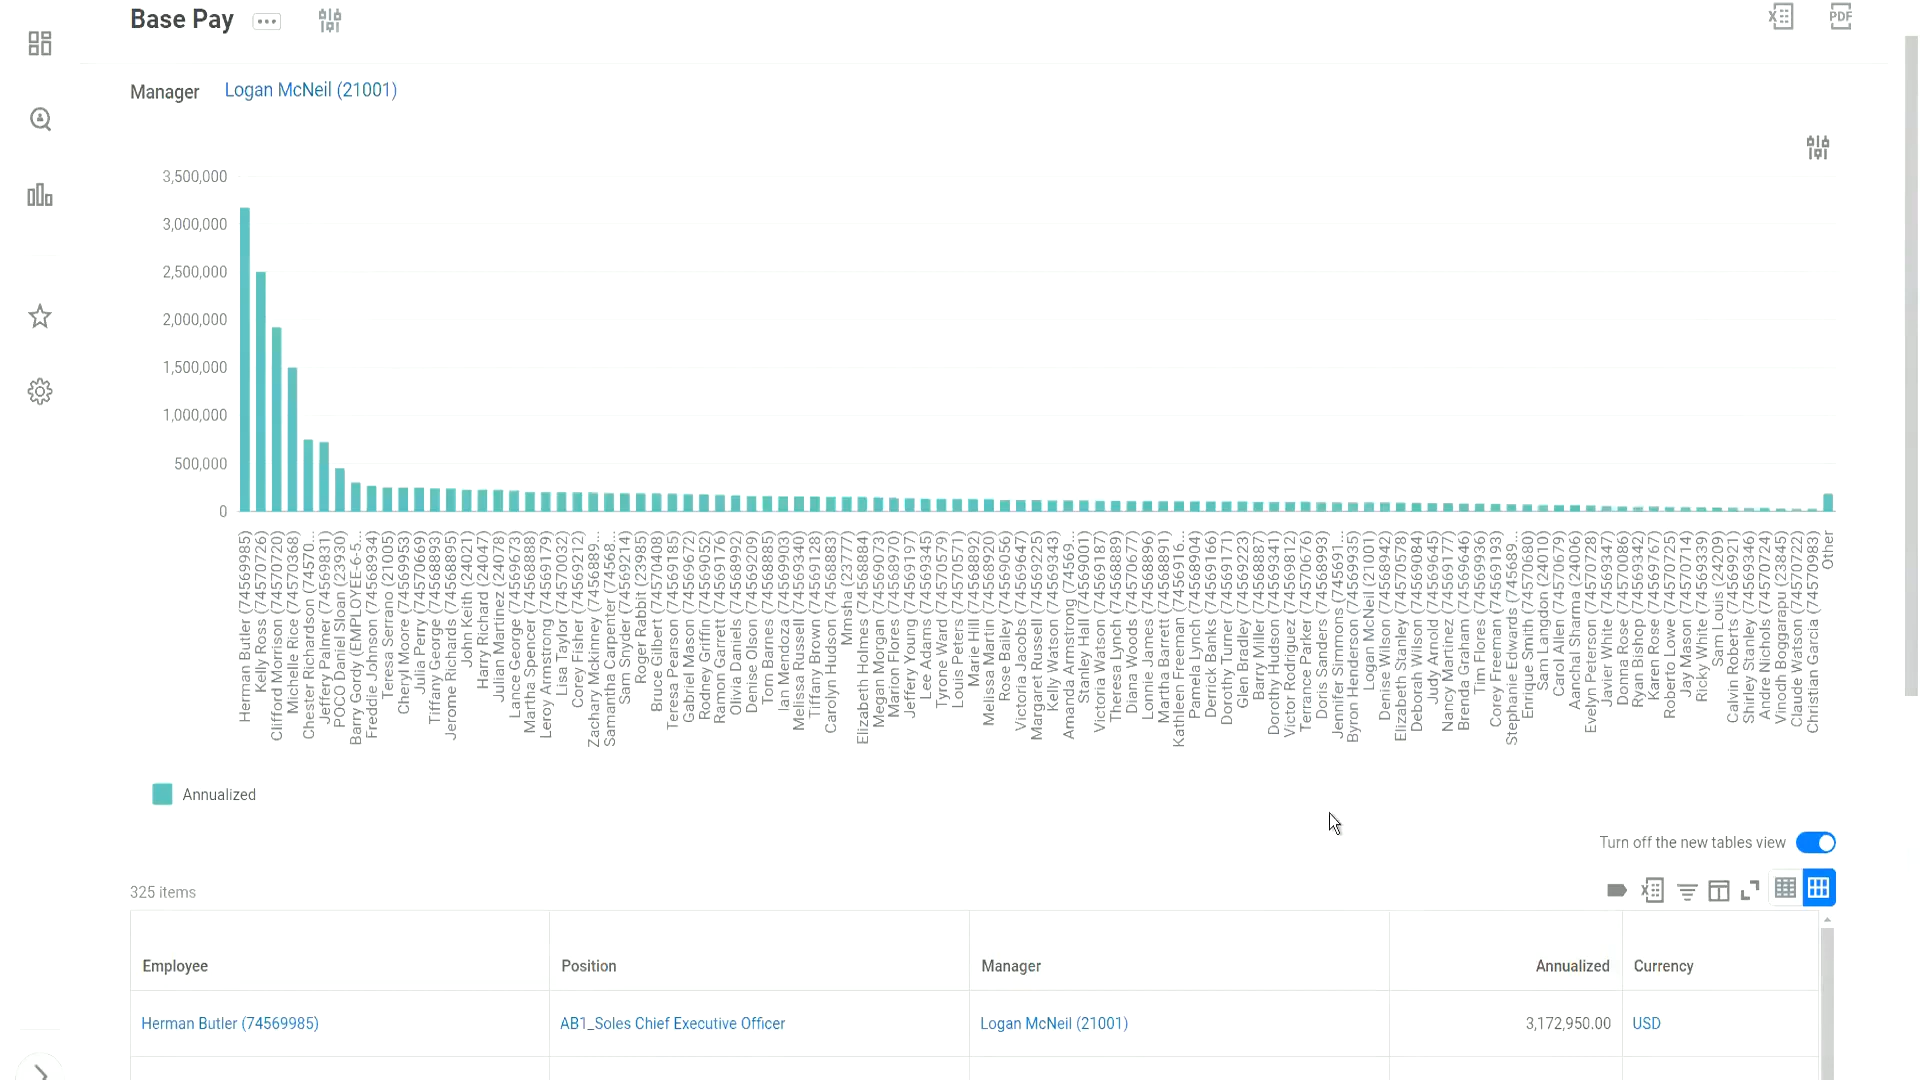 Base Pay
PDF
Manager Logan McNeil (21001)
3,500,000
3,000,000
2,500,000
2,000,000
1,500,000
1,000,000
500,000
0
Herman Butler (74569985)
Kelly Ross (74570726)
Clifford Morrison (74570720)
Michelle Rice (74570368)
Chester Richardson (74570...
Jeffery Palmer (74569831)
POCO Daniel Sloan (23930)
Barry Gordy (EMPLOYEE-6-5...
Freddie Johnson (74568934)
Teresa Serrano (21005)
Cheryl Moore (74569953)
Julia Perry (74570669)
Tiffany George (74568893)
Jerome Richards (74568895)
John Keith (24021)
Harry Richard (24047)
Julian Martinez (24078)
Lance George (74569673)
Martha Spencer (74568888)
Leroy Armstrong (74569179)
Lisa Taylor (74570032)
Corey Fisher (74569212)
Zachary Mckinney (7456889...
Samantha Carpenter (74568...
Sam Snyder (74569214)
Roger Rabbit (23985)
Bruce Gilbert (74570408)
Teresa Pearson (74569185)
Gabriel Mason (74569672)
Rodney Griffin (74569052)
Ramon Garrett (74569176)
Olivia Daniels (74568992)
Denise Olson (74569209)
Tom Barnes (74568885)
Ian Mendoza (74569903)
Melissa Russell (74569340)
Tiffany Brown (74569128)
Carolyn Hudson (74568883)
Mmsha (23777)
Elizabeth Holmes (74568884)
Megan Morgan (74569073)
Marion Flores (74568970)
Jeffery Young (74569197)
Lee Adams (74569345)
Tyrone Ward (74570579)
Louis Peters (74570571)
Marie Hill (74568892)
Melissa Martin (74568920)
Rose Bailey (74569056)
Victoria Jacobs (74569647)
Margaret Russell (74569225)
Kelly Watson (74569343)
Amanda Armstrong (74569...
Stanley Hall (74569001)
Victoria Watson (74569187)
Theresa Lynch (74568889)
Diana Woods (74570677)
Lonnie James (74568896)
Martha Barrett (74568891)
Kathleen Freeman (7456916...
Pamela Lynch (74568904)
Derrick Banks (74569166)
Dorothy Turner (74569171)
Glen Bradley (74569223)
Barry Miller (74568887)
Dorothy Hudson (74569341)
Victor Rodriguez (74569812)
Terrance Parker (74570676)
Doris Sanders (74568993)
Jennifer Simmons (745691...
Byron Henderson (74569935)
Logan McNeil (21001)
Denise Wilson (74568942)
Elizabeth Stanley (74570578)
Deborah Wilson (74569084)
Judy Arnold (74569645)
Nancy Martinez (74569177)
Brenda Graham (74569646)
Tim Flores (74569936)
Corey Freeman (74569193)
Stephanie Edwards (745689...
Enrique Smith (74570680)
Sam Langdon (24010)
Carol Allen (74570679)
Aanchal Sharma (24006)
Evelyn Peterson (74570728)
Javier White (74569347)
Donna Rose (74570086)
Ryan Bishop (74569342)
Karen Rose (74569767)
Roberto Lowe (74570725)
Jay Mason (74570714)
Ricky White (74569339)
Sam Louis (24209)
Calvin Roberts (74569921)
Shirley Stanley (74569346)
Andre Nichols (74570724)
Vinodh Boggarapu (23845)
Claude Watson (74570722)
Christian Garcia (74570983)
Other
Annualized
Turn off the new tables view
325 items
Employee Position Manager Annualized Currency
Herman Butler (74569985) AB1_Soles Chief Executive Officer Logan McNeil (21001) 3,172,950.00 USD